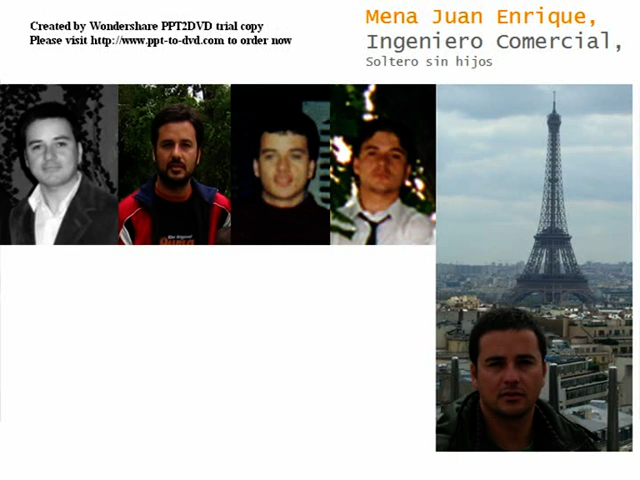 Created by Wondershare PPT2DVD trial copy
Please visit http://www.ppt-to-dvd.com to order now
Mena Juan Enrique,
Ingeniero Comercial,
Soltero sin hijos